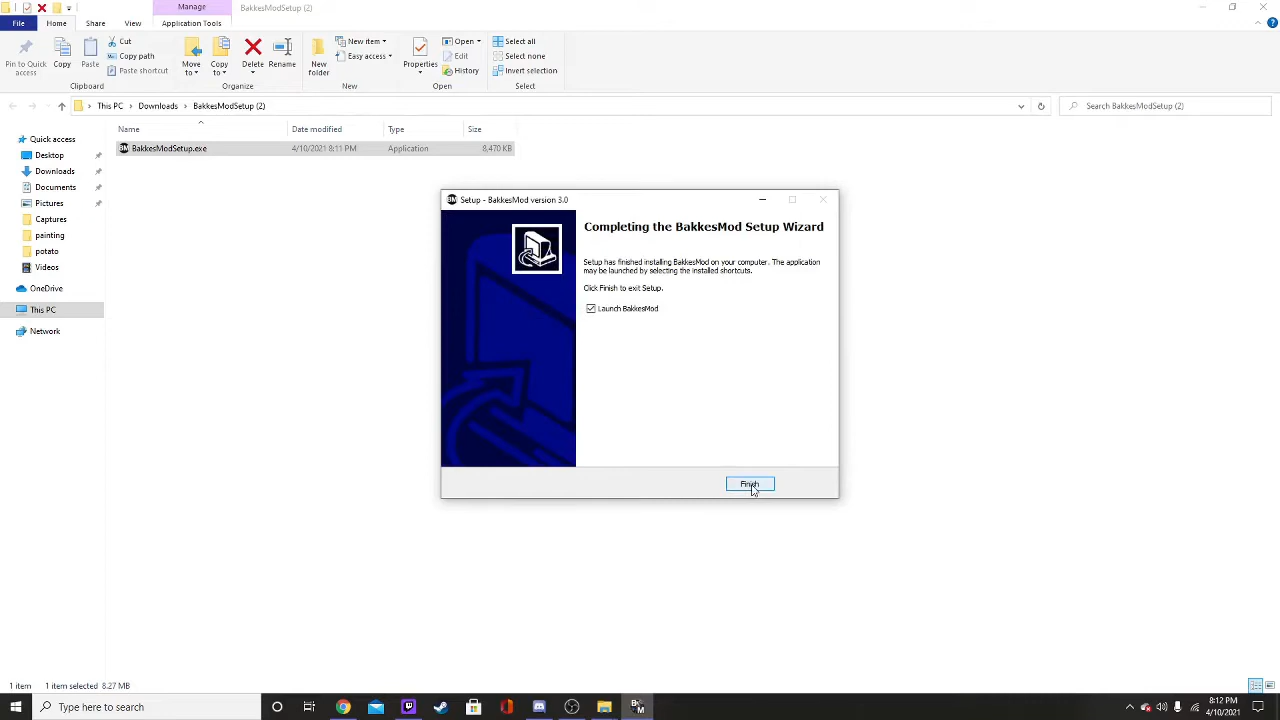 Manage
BakkesModSetup (2)
File
Home
Share
View
Application Tools
Pin to Quick access
Copy
Paste
Cut
Copy path
Paste shortcut
Clipboard
Move to
Copy to
Delete
Rename
Organize
New folder
New item
Easy access
New
Properties
Open
Edit
History
Open
Select all
Select none
Invert selection
Select
This PC
Downloads
BakkesModSetup (2)
Search BakkesModSetup (2)
Name
Date modified
Type
Size
BM BakkesModSetup.exe
4/10/2021 8:11 PM
Application
8,470 KB
Quick access
Desktop
Downloads
Documents
Pictures
Captures
painting
potato
Videos
OneDrive
This PC
Network
BM Setup - BakkesMod version 3.0
Completing the BakkesMod Setup Wizard
Setup has finished installing BakkesMod on your computer. The application
may be launched by selecting the installed shortcuts.
Click Finish to exit Setup.
Launch BakkesMod
Finish
1 item
1 item selected 8.27 MB
Type here to search
8:12 PM
4/10/2021